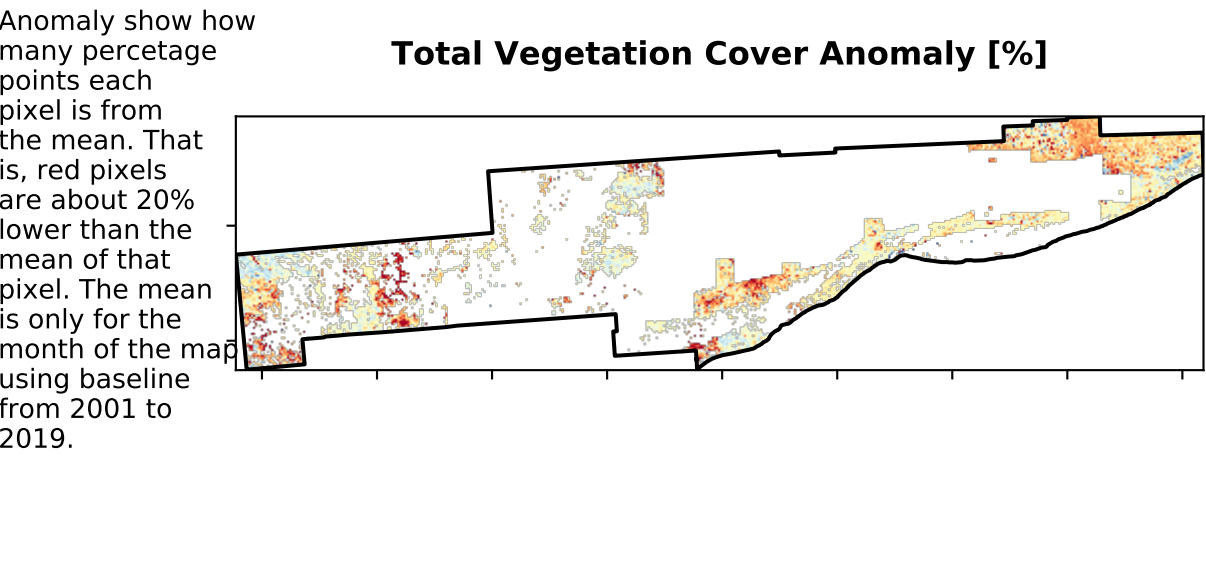 Anomaly show how
many percetage
points each
pixel is from
the mean. That
is, red pixels
are about 20%
lower than the
mean of that
pixel. The mean
is only for the
month of the map
using baseline
from 2001 to
2019.
Total Vegetation Cover Anomaly [%]